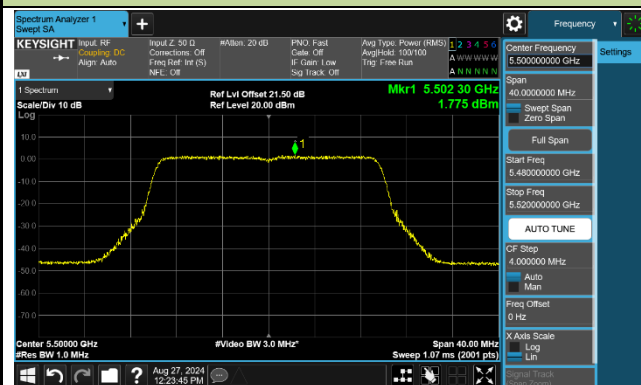 Spectrum Analyzer 1
Swept SA
Frequency
KEYSIGHT
Input: RF
Coupling: DC
Align: Auto
Input Z: 50 Ω
Corrections: Off
Freq Ref: Int (S)
NFE: Off
#Atten: 20 dB
PNO: Fast
Gate: Off
IF Gain: Low
Sig Track: Off
Avg Type: Power (RMS)
Avg|Hold: 100/100
Trig: Free Run
1 2 3 4 5 6
A W W W W W
A N N N N N
LXI
1 Spectrum
Scale/Div 10 dB
Log
Ref Lvl Offset 21.50 dB
Ref Level 20.00 dBm
Mkr1 5.502 30 GHz
1.775 dBm
1
10.0
0.00
-10.0
-20.0
-30.0
-40.0
-50.0
-60.0
-70.0
Center 5.50000 GHz
#Res BW 1.0 MHz
#Video BW 3.0 MHz*
Span 40.00 MHz
Sweep 1.07 ms (2001 pts)
Center Frequency
5.500000000 GHz
Settings
Span
40.0000000 MHz
Swept Span
Zero Span
Full Span
Start Freq
5.480000000 GHz
Stop Freq
5.520000000 GHz
AUTO TUNE
CF Step
4.000000 MHz
Auto
Man
Freq Offset
0 Hz
X Axis Scale
Log
Lin
Signal Track
(Span Zoom)
Aug 27, 2024
12:23:45 PM